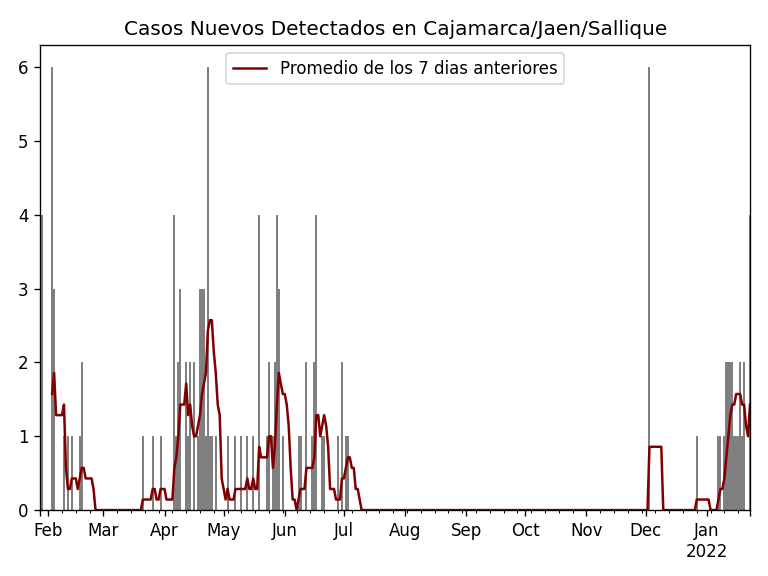 Casos Nuevos Detectados en Cajamarca/Jaen/Sallique
Promedio de los 7 dias anteriores
6
5
4
3
2
1
0
Feb Mar Apr May Jun Jul Aug Sep Oct Nov Dec Jan
2022